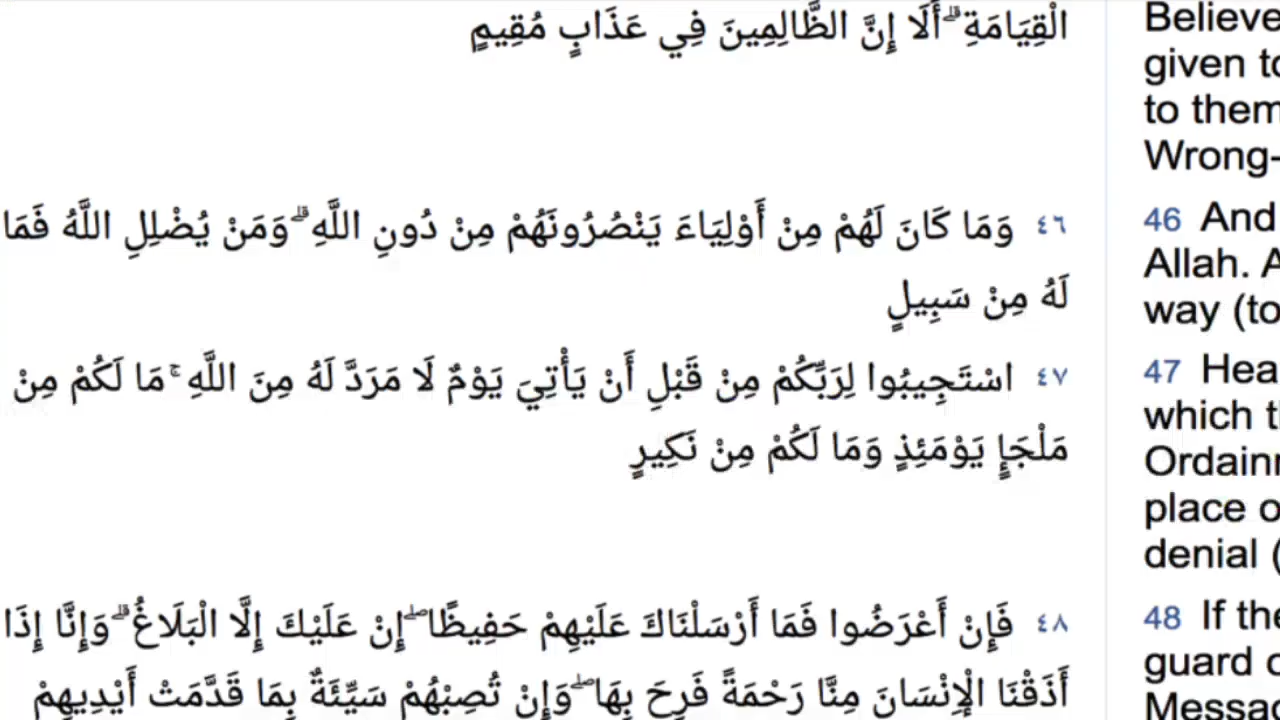 الْقِيَامَةِ ۗ أَلَا إِنَّ الظَّالِمِينَ فِي عَذَابٍ مُقِيمٍ
٤٦ وَمَا كَانَ لَهُمْ مِنْ أَوْلِيَاءَ يَنْصُرُونَهُمْ مِنْ دُونِ اللَّهِ ۗ وَمَنْ يُضْلِلِ اللَّهُ فَمَا
لَهُ مِنْ سَبِيلٍ
٤٧ اسْتَجِيبُوا لِرَبِّكُمْ مِنْ قَبْلِ أَنْ يَأْتِيَ يَوْمٌ لَا مَرَدَّ لَهُ مِنَ اللَّهِ ۚ مَا لَكُمْ مِنْ
مَلْجَإٍ يَوْمَئِذٍ وَمَا لَكُمْ مِنْ نَكِيرٍ
٤٨ فَإِنْ أَعْرَضُوا فَمَا أَرْسَلْنَاكَ عَلَيْهِمْ حَفِيظًا ۖ إِنْ عَلَيْكَ إِلَّا الْبَلَاغُ ۗ وَإِنَّا إِذَا
أَذَقْنَا الْإِنْسَانَ مِنَّا رَحْمَةً فَرِحَ بِهَا ۖ وَإِنْ تُصِبْهُمْ سَيِّئَةٌ بِمَا قَدَّمَتْ أَيْدِيهِمْ
Believe
given to
to them
Wrong-
46 And
Allah. A
way (to
47 Hea
which t
Ordain
place o
denial (
48 If the
guard o
Messa